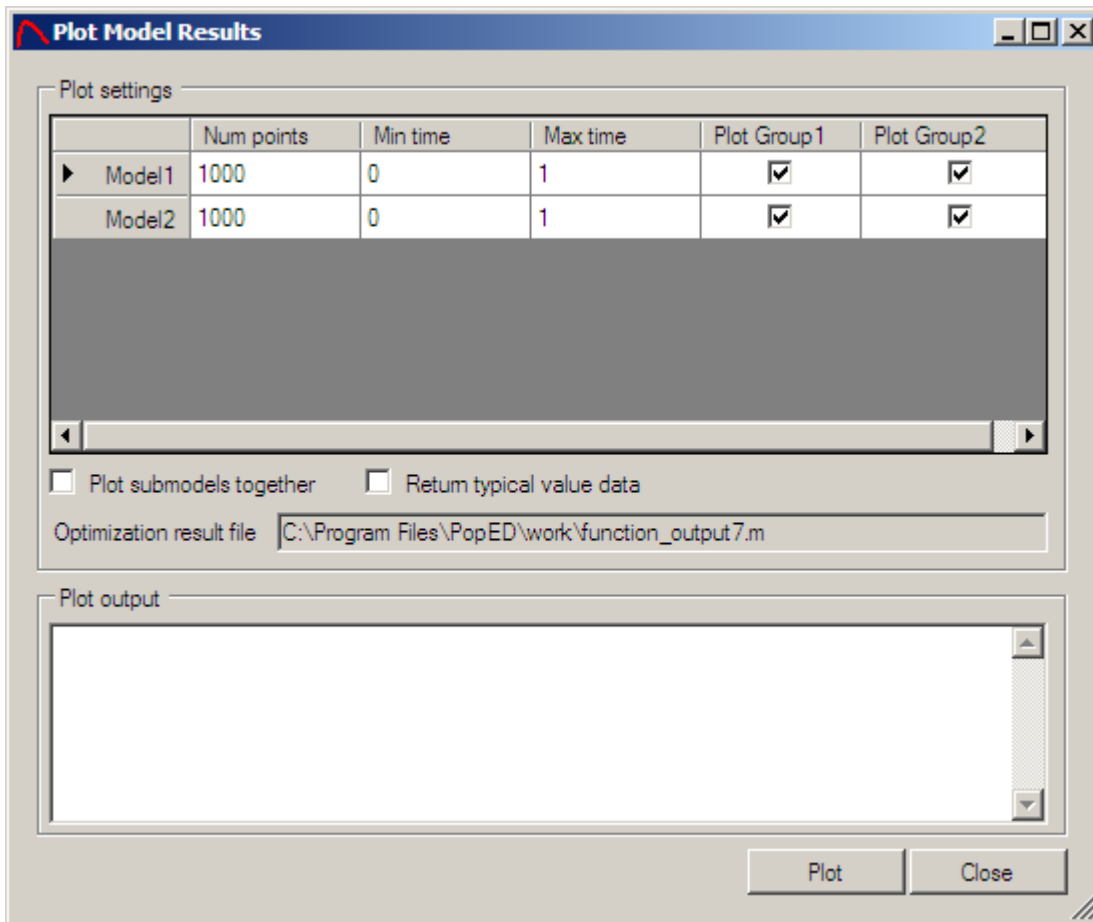 Plot Model Results
Plot settings
Num points Min time Max time Plot Group1 Plot Group2
Model1 1000 0 1
Model2 1000 0 1
Plot submodels together Return typical value data
Optimization result file C:\Program Files\PopED\work\function_output7.m
Plot output
Plot Close